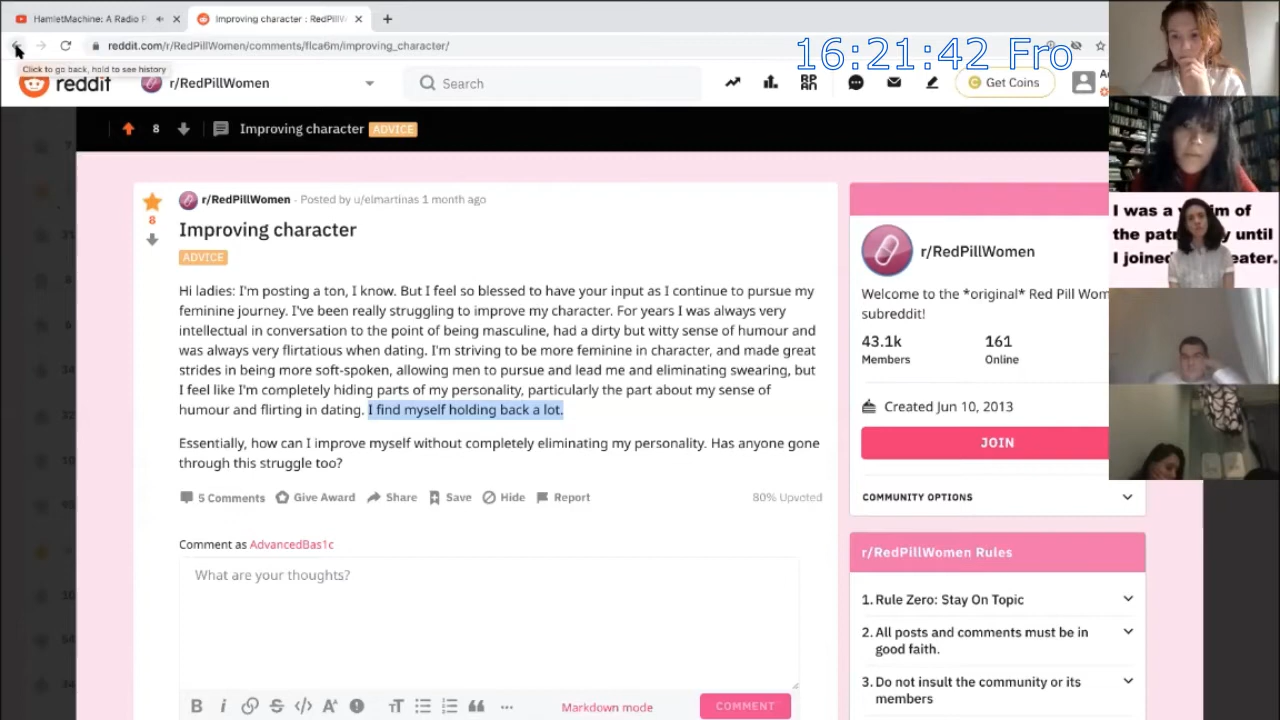 HamletMachine: A Radio P
Improving character : RedPillW
16:21:42 Fro
reddit.com/r/RedPillWomen/comments/flca6m/improving_character/
Click to go back, hold to see history
reddit
r/RedPillWomen
Search
Get Coins
8
Improving character
ADVICE
r/RedPillWomen · Posted by u/elmartinas 1 month ago
8
Improving character
ADVICE
Hi ladies: I'm posting a ton, I know. But I feel so blessed to have your input as I continue to pursue my
feminine journey. I've been really struggling to improve my character. For years I was always very
intellectual in conversation to the point of being masculine, had a dirty but witty sense of humour and
was always very flirtatious when dating. I'm striving to be more feminine in character, and made great
strides in being more soft-spoken, allowing men to pursue and lead me and eliminating swearing, but
I feel like I'm completely hiding parts of my personality, particularly the part about my sense of
humour and flirting in dating. I find myself holding back a lot.
Essentially, how can I improve myself without completely eliminating my personality. Has anyone gone
through this struggle too?
5 Comments
Give Award
Share
Save
Hide
Report
80% Upvoted
Comment as AdvancedBas1c
What are your thoughts?
Markdown mode
COMMENT
r/RedPillWomen
Welcome to the *original* Red Pill Wom
subreddit!
43.1k
161
Members
Online
Created Jun 10, 2013
JOIN
COMMUNITY OPTIONS
r/RedPillWomen Rules
1. Rule Zero: Stay On Topic
2. All posts and comments must be in
good faith.
3. Do not insult the community or its
members
I was a v im of
the pat y until
I joine eater.